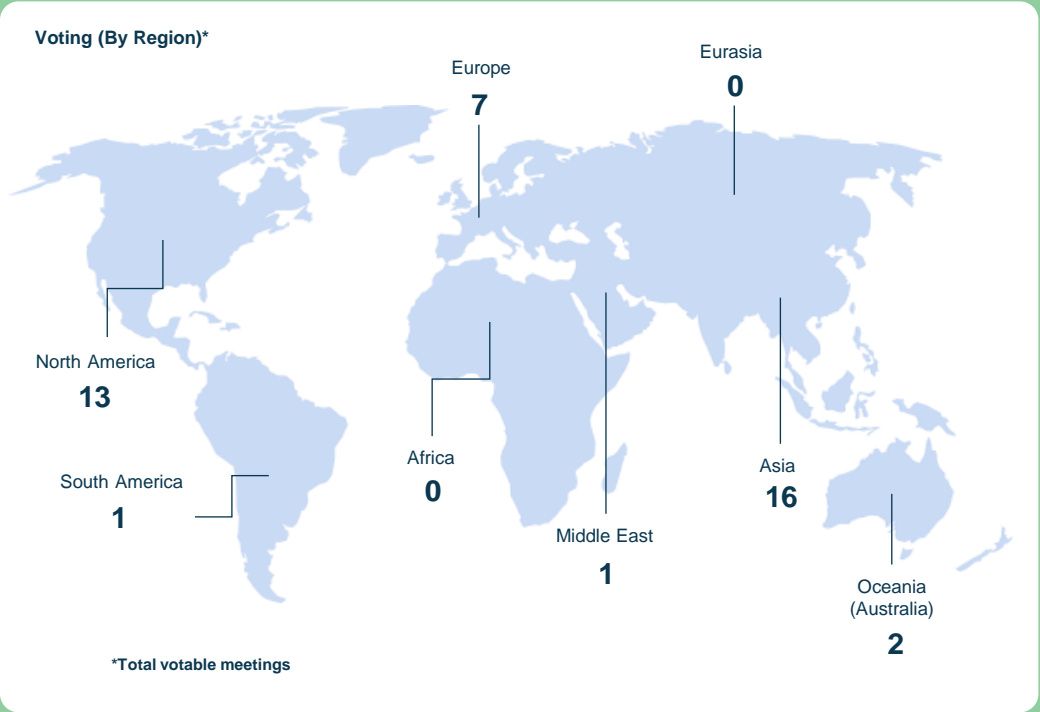 Voting (By Region)*
Eurasia
0
Europe
7
North America
13
South America
1
Africa
0
Middle East
1
Asia
16
Oceania
(Australia)
2
*Total votable meetings